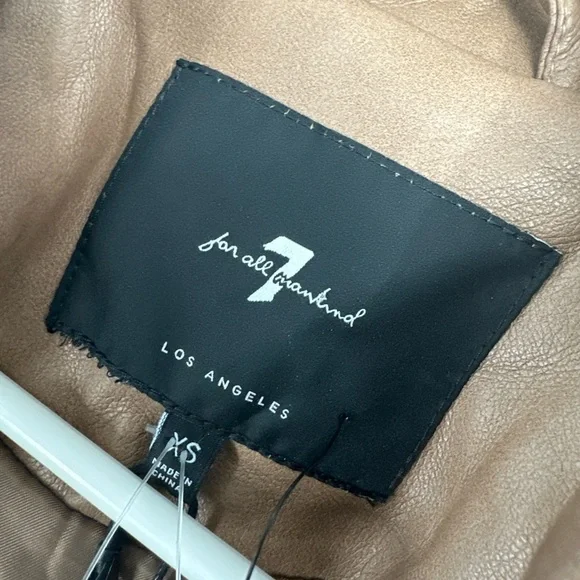 7
for all mankind
LOS ANGELES
XS
MADE IN
CHINA